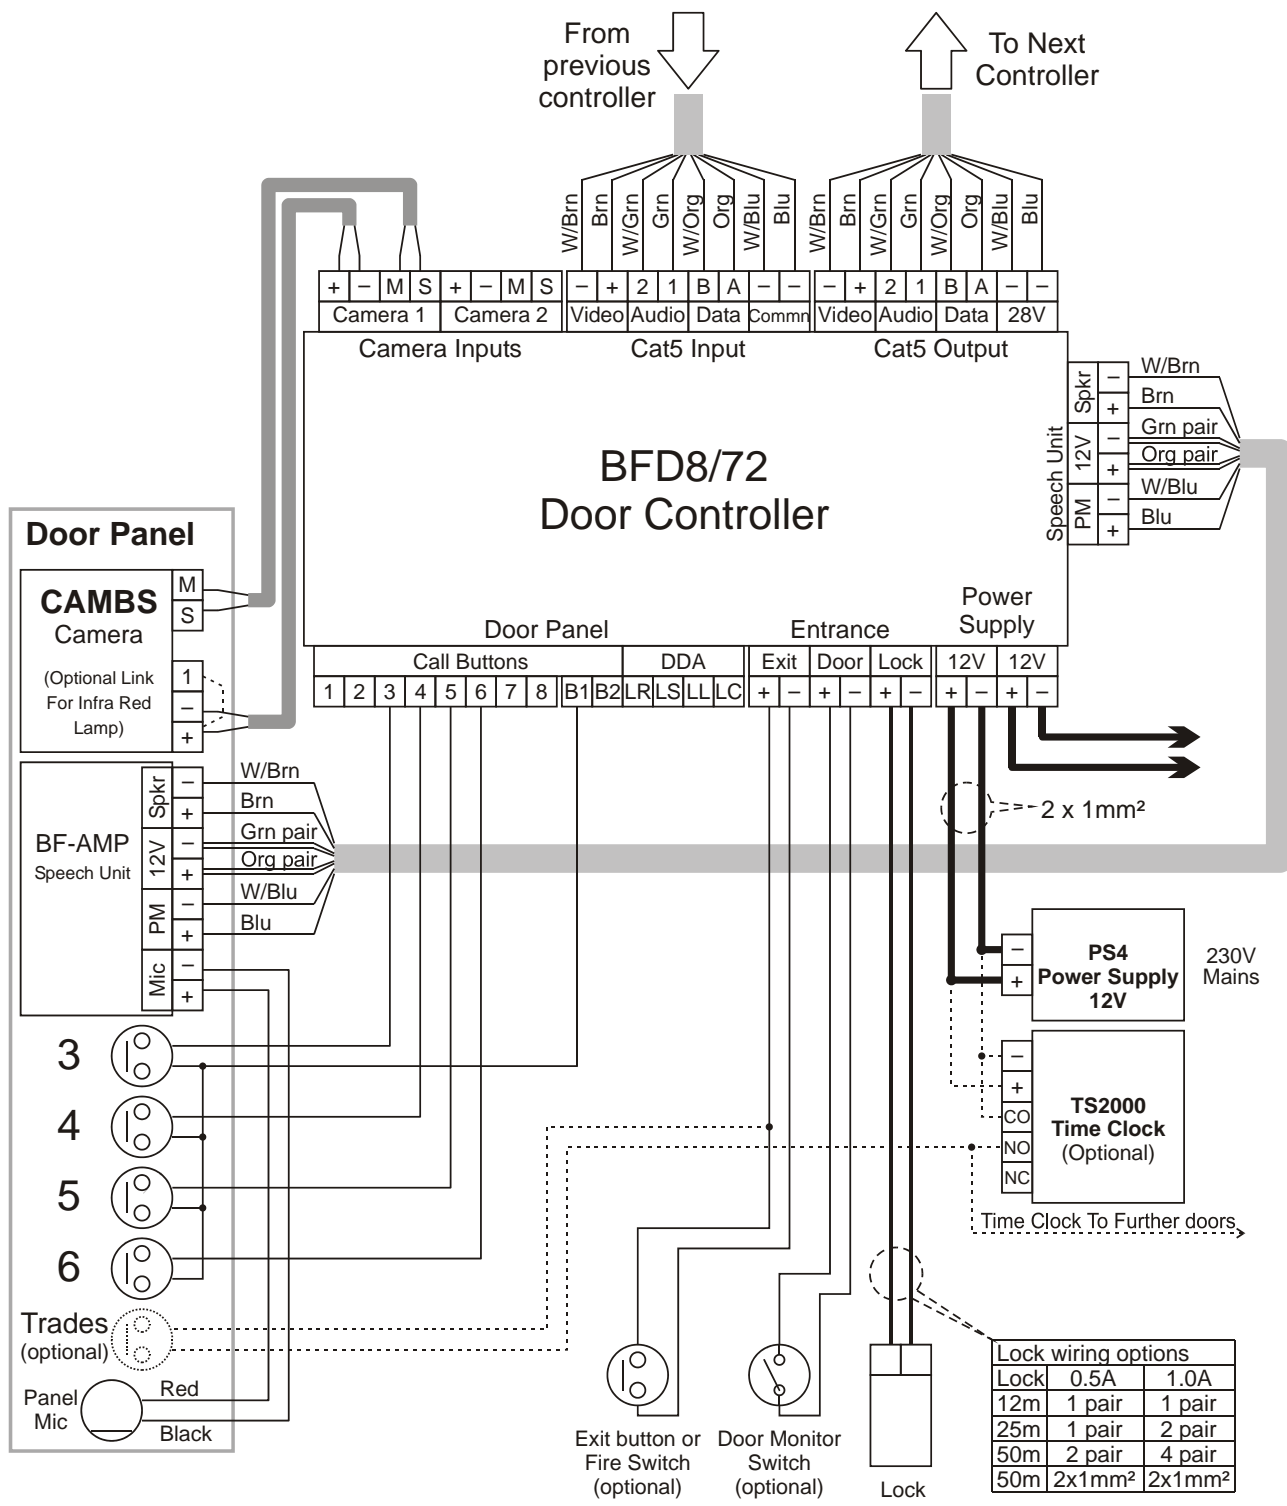 From
previous
controller
To Next
Controller
W/Brn
Brn
W/Grn
Grn
W/Org
Org
W/Blu
Blu
W/Brn
Brn
W/Grn
Grn
W/Org
Org
W/Blu
Blu
+ − M S + − M S − + 2 1 B A − − − + 2 1 B A − −
Camera 1 Camera 2 Video Audio Data Commn Video Audio Data 28V
Camera Inputs Cat5 Input Cat5 Output
BFD8/72
Door Controller
Speech Unit
Spkr
−
+
12V
−
+
PM
−
+
W/Brn
Brn
Grn pair
Org pair
W/Blu
Blu
Door Panel Entrance
Power
Supply
Call Buttons DDA Exit Door Lock 12V 12V
1 2 3 4 5 6 7 8 B1 B2 LR LS LL LC + − + − + − + − + −
Door Panel
CAMBS
Camera
(Optional Link
For Infra Red
Lamp)
M
S
1
−
+
BF-AMP
Speech Unit
Spkr
−
+
12V
−
+
PM
−
+
Mic
−
+
W/Brn
Brn
Grn pair
Org pair
W/Blu
Blu
2 x 1mm²
−
+
PS4
Power Supply
12V
230V
Mains
−
+
CO
NO
NC
TS2000
Time Clock
(Optional)
Time Clock To Further doors
3
4
5
6
Trades
(optional)
Panel
Mic
Red
Black
Exit button or
Fire Switch
(optional)
Door Monitor
Switch
(optional)
Lock
Lock wiring options
Lock 0.5A 1.0A
12m 1 pair 1 pair
25m 1 pair 2 pair
50m 2 pair 4 pair
50m 2x1mm² 2x1mm²